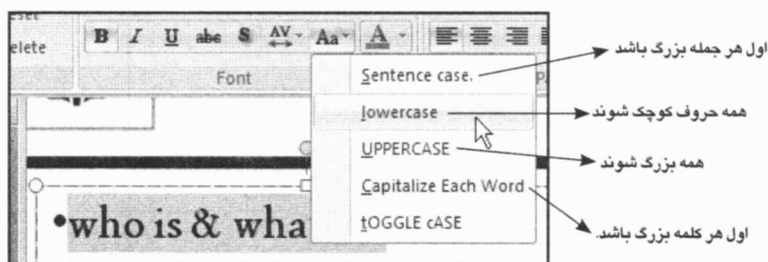 elete
B I U abc S AV Aa A
Font
Sentence case.
lowercase
UPPERCASE
Capitalize Each Word
tOGGLE cASE
•who is & wha
اول هر جمله بزرگ باشد
همه حروف کوچک شوند
همه بزرگ شوند
اول هر کلمه بزرگ باشد.